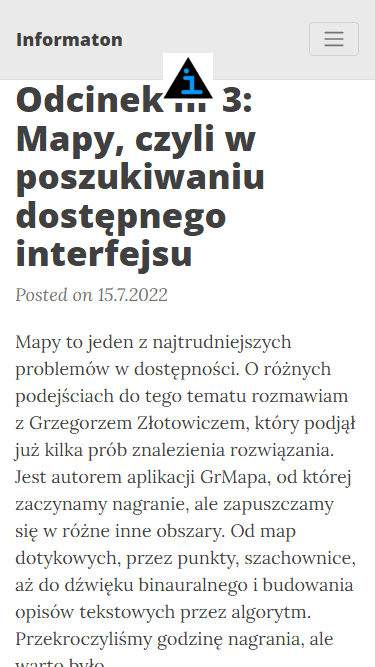 Informaton
Odcinek nr 3:
Mapy, czyli w
poszukiwaniu
dostępnego
interfejsu
Posted on 15.7.2022
Mapy to jeden z najtrudniejszych
problemów w dostępności. O różnych
podejściach do tego tematu rozmawiam
z Grzegorzem Złotowiczem, który podjął
już kilka prób znalezienia rozwiązania.
Jest autorem aplikacji GrMapa, od której
zaczynamy nagranie, ale zapuszczamy
się w różne inne obszary. Od map
dotykowych, przez punkty, szachownice,
aż do dźwięku binauralnego i budowania
opisów tekstowych przez algorytm.
Przekroczyliśmy godzinę nagrania, ale
warto było